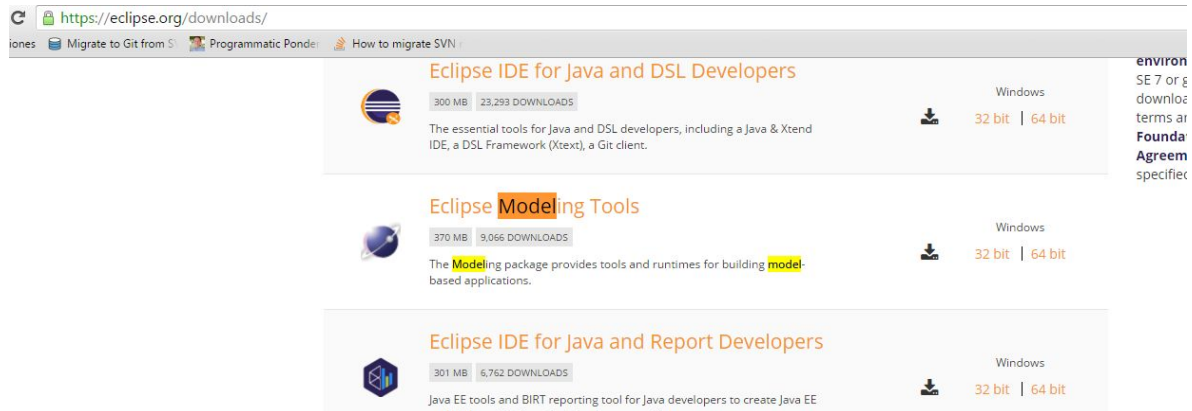 https://eclipse.org/downloads/
iones Migrate to Git from S Programmatic Ponder How to migrate SVN
Eclipse IDE for Java and DSL Developers
300 MB 23,293 DOWNLOADS
The essential tools for Java and DSL developers, including a Java & Xtend
IDE, a DSL Framework (Xtext), a Git client.
Windows
32 bit | 64 bit
environ
SE 7 or g
downloa
terms ar
Foundat
Agreem
specified
Eclipse Modeling Tools
370 MB 9,066 DOWNLOADS
The Modeling package provides tools and runtimes for building model-
based applications.
Windows
32 bit | 64 bit
Eclipse IDE for Java and Report Developers
301 MB 6,762 DOWNLOADS
Java EE tools and BIRT reporting tool for Java developers to create Java EE
Windows
32 bit | 64 bit